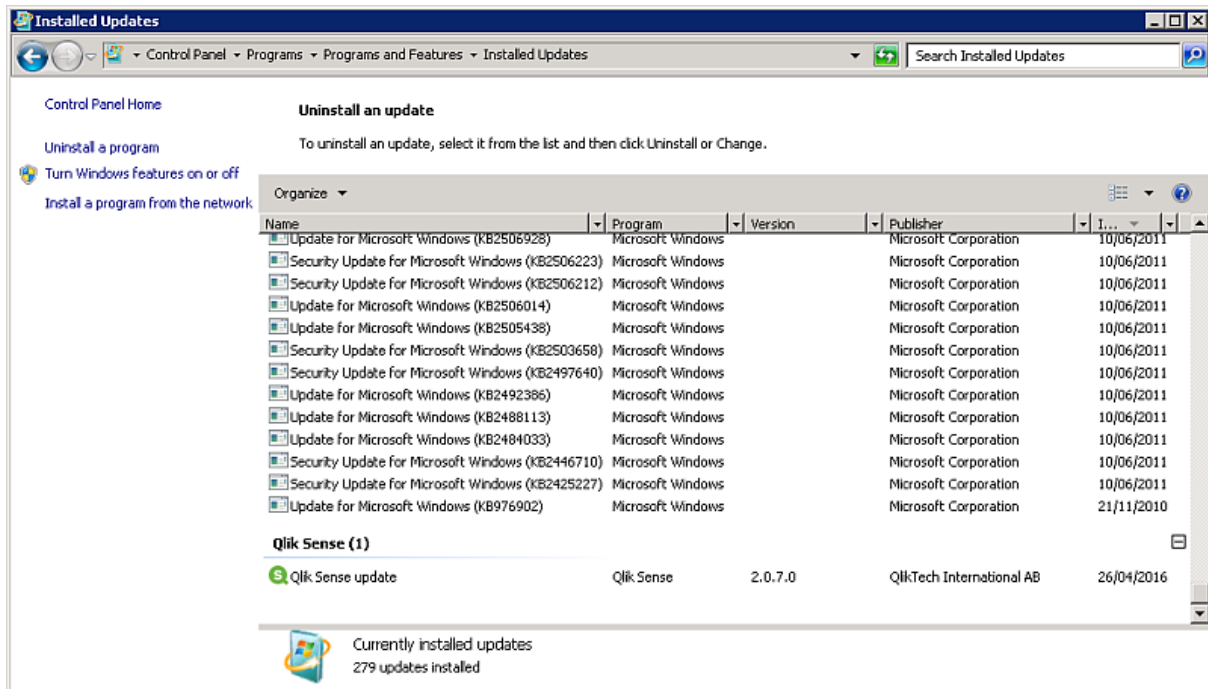 Installed Updates
Control Panel Programs Programs and Features Installed Updates Search Installed Updates
Control Panel Home
Uninstall a program
Turn Windows features on or off
Install a program from the network
Uninstall an update
To uninstall an update, select it from the list and then click Uninstall or Change.
Organize
Name Program Version Publisher I...
Update for Microsoft Windows (KB2506928) Microsoft Windows Microsoft Corporation 10/06/2011
Security Update for Microsoft Windows (KB2506223) Microsoft Windows Microsoft Corporation 10/06/2011
Security Update for Microsoft Windows (KB2506212) Microsoft Windows Microsoft Corporation 10/06/2011
Update for Microsoft Windows (KB2506014) Microsoft Windows Microsoft Corporation 10/06/2011
Update for Microsoft Windows (KB2505438) Microsoft Windows Microsoft Corporation 10/06/2011
Security Update for Microsoft Windows (KB2503658) Microsoft Windows Microsoft Corporation 10/06/2011
Security Update for Microsoft Windows (KB2497640) Microsoft Windows Microsoft Corporation 10/06/2011
Update for Microsoft Windows (KB2492386) Microsoft Windows Microsoft Corporation 10/06/2011
Update for Microsoft Windows (KB2488113) Microsoft Windows Microsoft Corporation 10/06/2011
Update for Microsoft Windows (KB2484033) Microsoft Windows Microsoft Corporation 10/06/2011
Security Update for Microsoft Windows (KB2446710) Microsoft Windows Microsoft Corporation 10/06/2011
Security Update for Microsoft Windows (KB2425227) Microsoft Windows Microsoft Corporation 10/06/2011
Update for Microsoft Windows (KB976902) Microsoft Windows Microsoft Corporation 21/11/2010
Qlik Sense (1)
Qlik Sense update Qlik Sense 2.0.7.0 QlikTech International AB 26/04/2016
Currently installed updates
279 updates installed